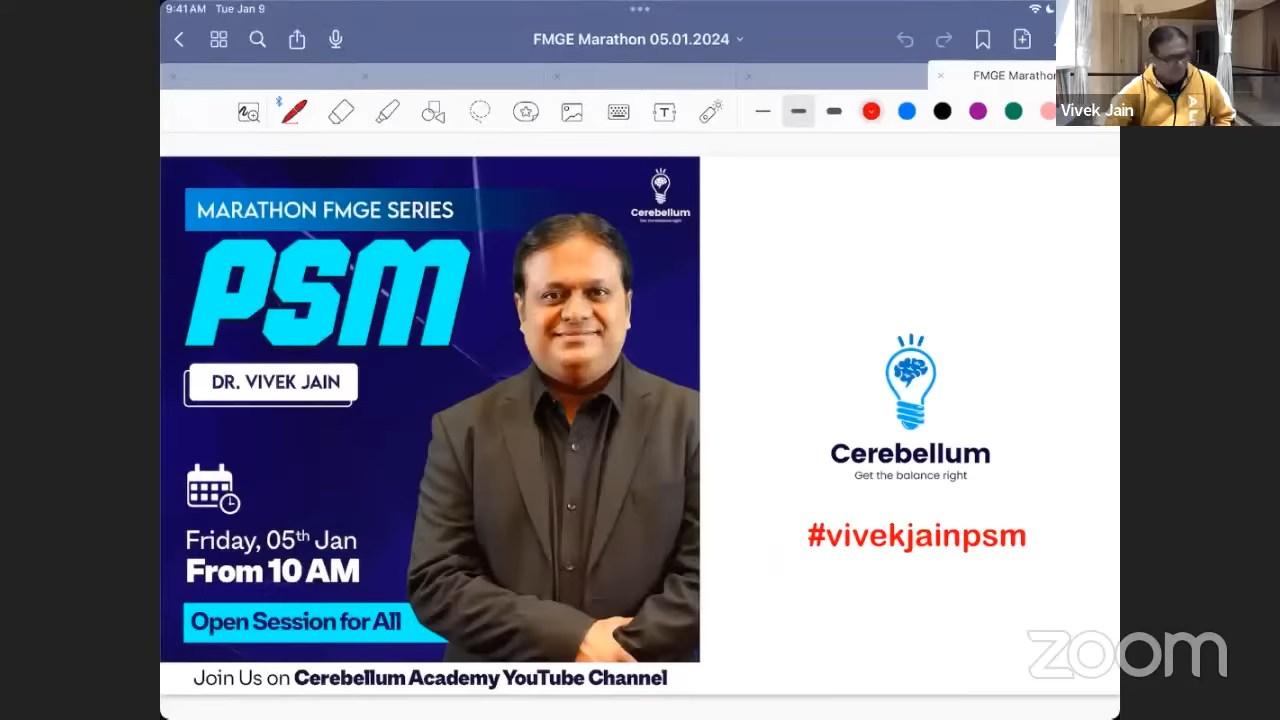 9:41 AM Tue Jan 9
FMGE Marathon 05.01.2024
FMGE Marathon
T
Vivek Jain
MARATHON FMGE SERIES
Cerebellum
PSM
DR. VIVEK JAIN
Friday, 05th Jan
From 10 AM
Open Session for All
Join Us on Cerebellum Academy YouTube Channel
Cerebellum
Get the balance right
#vivekjainpsm
zoom